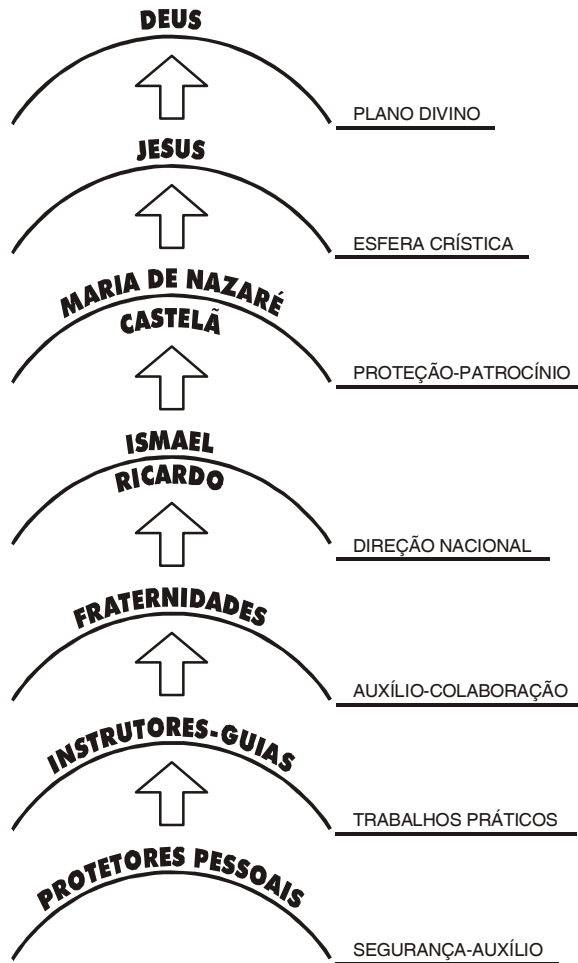 DEUS
PLANO DIVINO
JESUS
ESFERA CRÍSTICA
MARIA DE NAZARÉ
CASTELÃ
PROTEÇÃO-PATROCÍNIO
ISMAEL
RICARDO
DIREÇÃO NACIONAL
FRATERNIDADES
AUXÍLIO-COLABORAÇÃO
INSTRUTORES-GUIAS
TRABALHOS PRÁTICOS
PROTETORES PESSOAIS
SEGURANÇA-AUXÍLIO